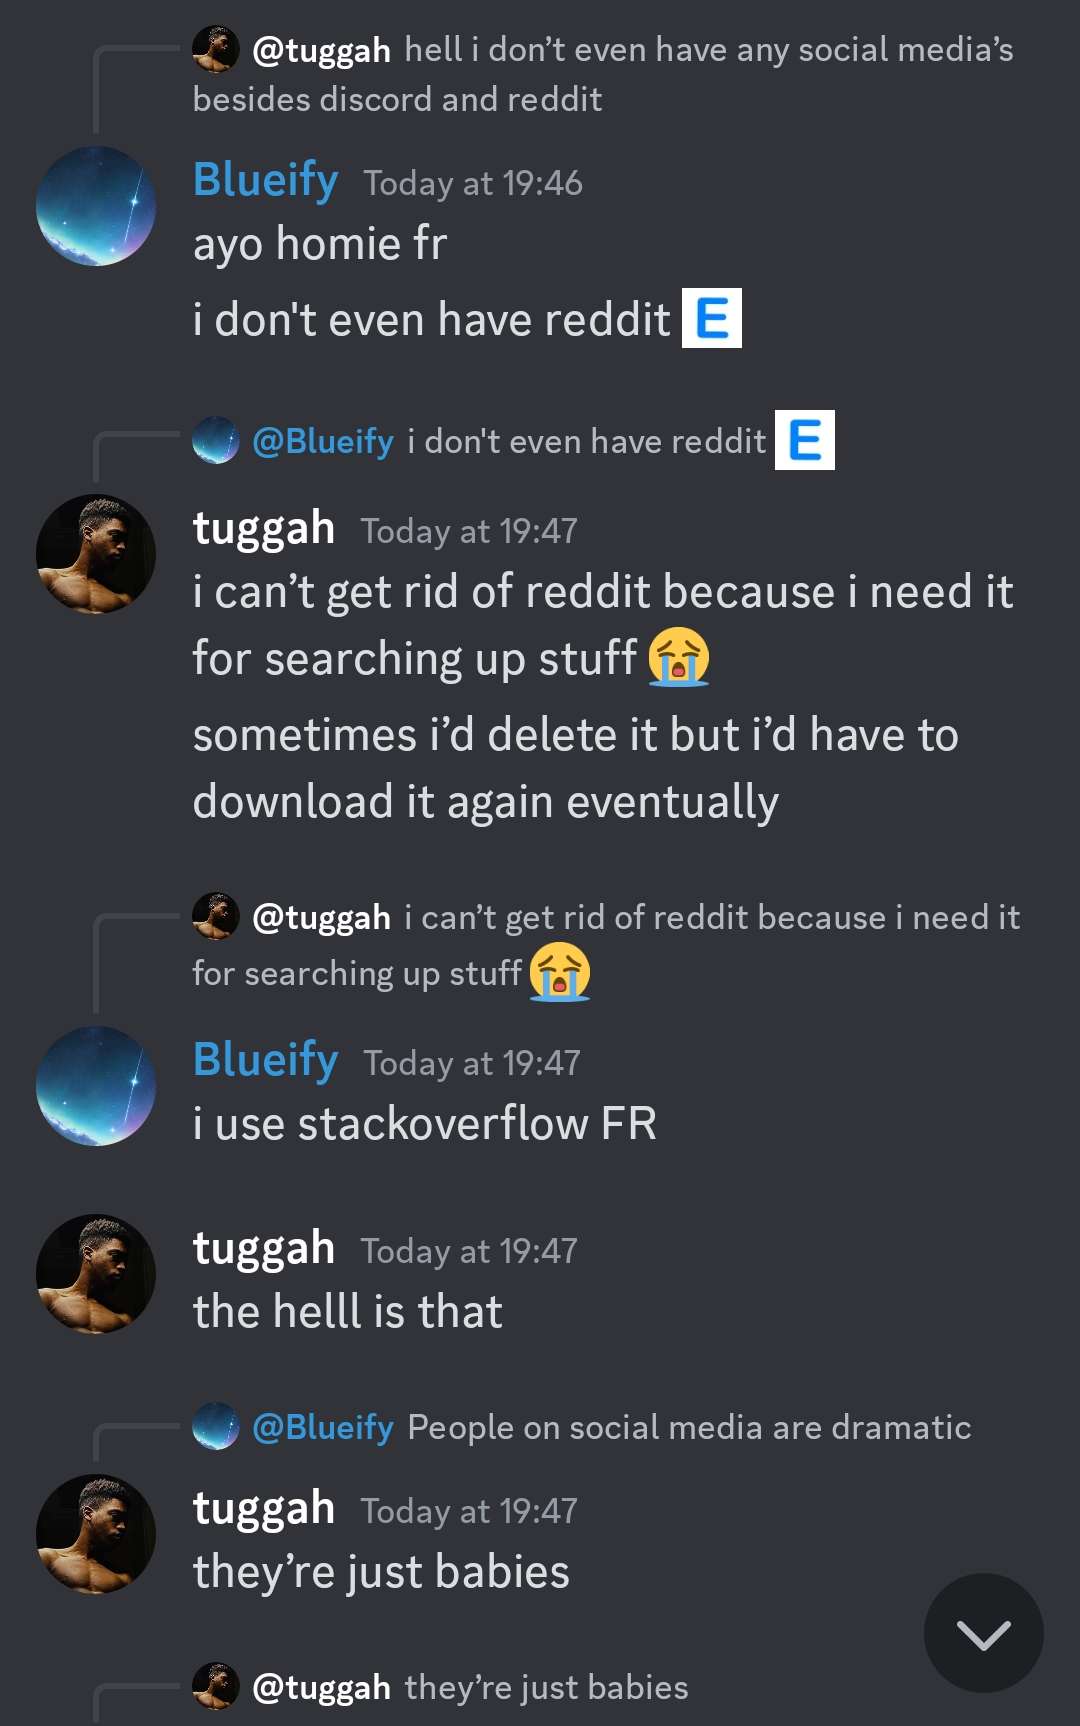 @tuggah hell i don’t even have any social media’s
besides discord and reddit
Blueify Today at 19:46
ayo homie fr
i don't even have reddit E
@Blueify i don't even have reddit E
tuggah Today at 19:47
i can’t get rid of reddit because i need it
for searching up stuff 😭
sometimes i’d delete it but i’d have to
download it again eventually
@tuggah i can’t get rid of reddit because i need it
for searching up stuff 😭
Blueify Today at 19:47
i use stackoverflow FR
tuggah Today at 19:47
the helll is that
@Blueify People on social media are dramatic
tuggah Today at 19:47
they’re just babies
@tuggah they’re just babies